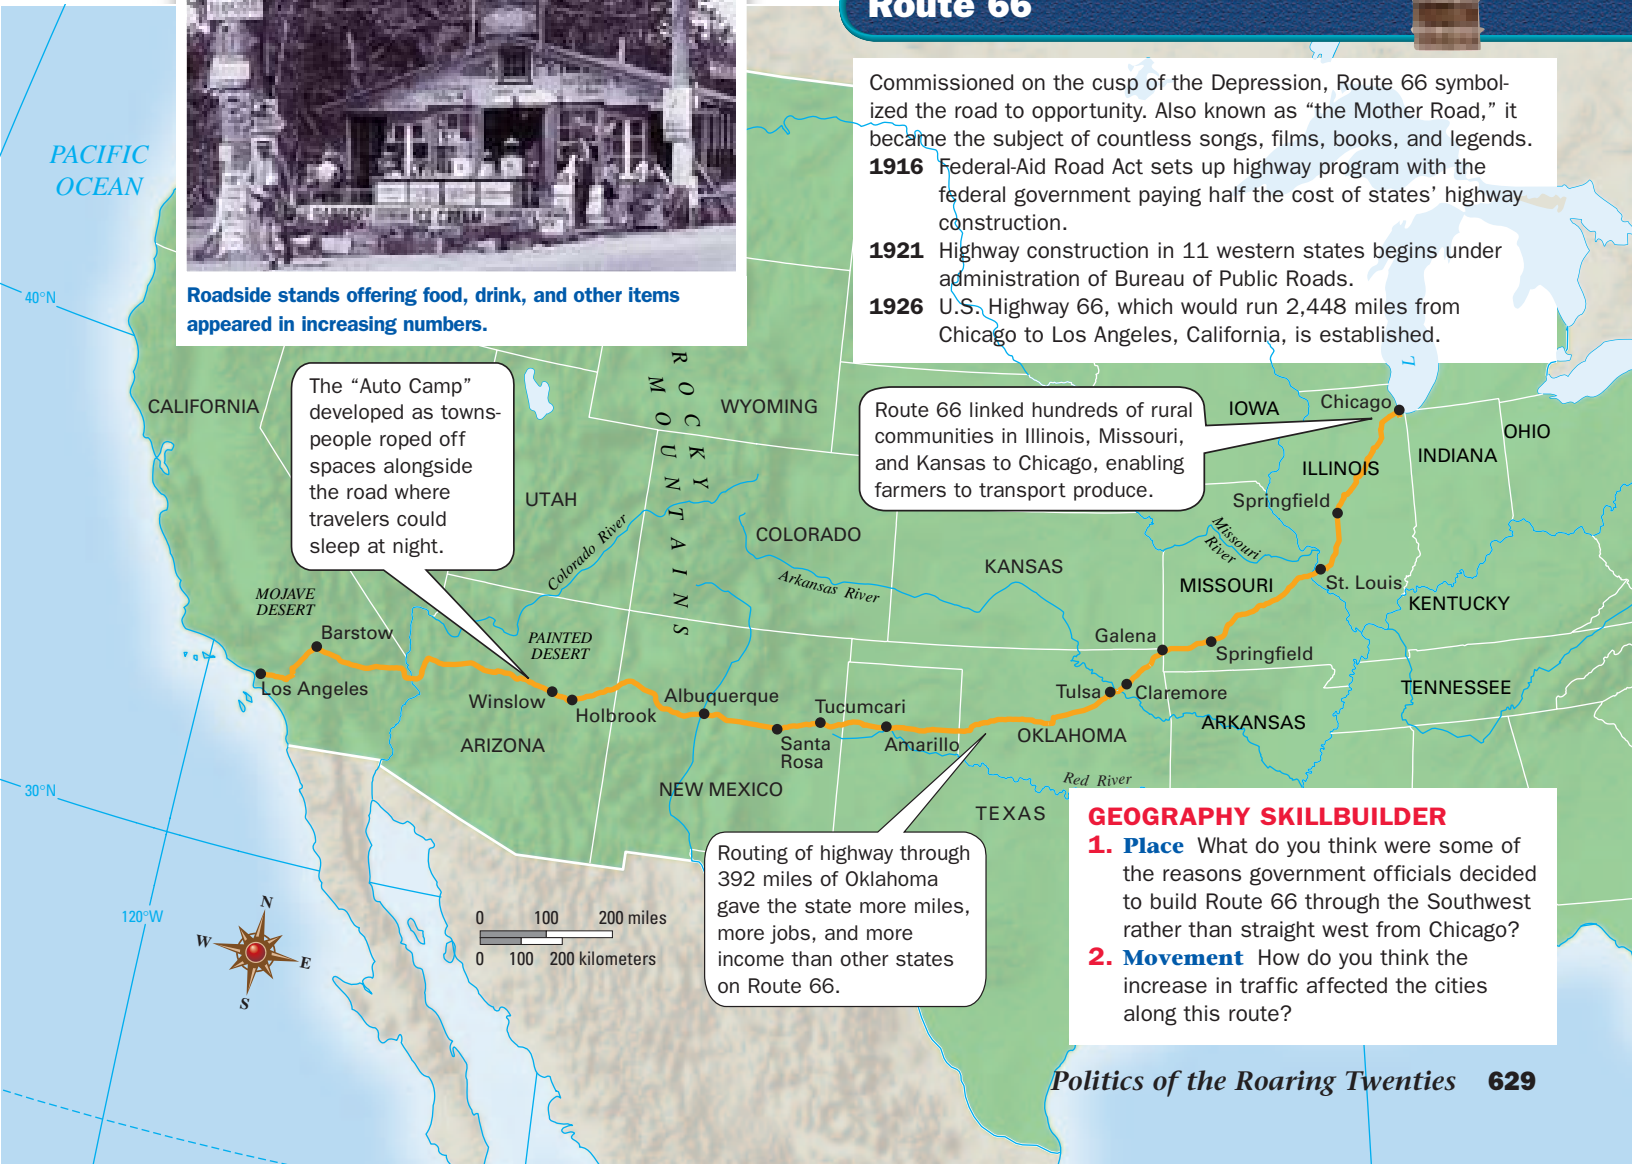 Route 66
Commissioned on the cusp of the Depression, Route 66 symbol-
ized the road to opportunity. Also known as “the Mother Road,” it
became the subject of countless songs, films, books, and legends.
1916 Federal-Aid Road Act sets up highway program with the
federal government paying half the cost of states’ highway
construction.
1921 Highway construction in 11 western states begins under
administration of Bureau of Public Roads.
1926 U.S. Highway 66, which would run 2,448 miles from
Chicago to Los Angeles, California, is established.
Roadside stands offering food, drink, and other items
appeared in increasing numbers.
PACIFIC
OCEAN
40°N
30°N
120°W
The “Auto Camp”
developed as towns-
people roped off
spaces alongside
the road where
travelers could
sleep at night.
Route 66 linked hundreds of rural
communities in Illinois, Missouri,
and Kansas to Chicago, enabling
farmers to transport produce.
Routing of highway through
392 miles of Oklahoma
gave the state more miles,
more jobs, and more
income than other states
on Route 66.
CALIFORNIA
UTAH
WYOMING
COLORADO
KANSAS
IOWA
ILLINOIS
INDIANA
OHIO
MISSOURI
KENTUCKY
TENNESSEE
ARKANSAS
OKLAHOMA
TEXAS
NEW MEXICO
ARIZONA
ROCKY
MOUNTAINS
MOJAVE
DESERT
PAINTED
DESERT
Colorado River
Arkansas River
Missouri
River
Red River
L
Chicago
Springfield
St. Louis
Springfield
Galena
Claremore
Tulsa
Amarillo
Tucumcari
Santa
Rosa
Albuquerque
Holbrook
Winslow
Barstow
Los Angeles
N
W
E
S
0 100 200 miles
0 100 200 kilometers
GEOGRAPHY SKILLBUILDER
1. Place What do you think were some of
the reasons government officials decided
to build Route 66 through the Southwest
rather than straight west from Chicago?
2. Movement How do you think the
increase in traffic affected the cities
along this route?
Politics of the Roaring Twenties 629